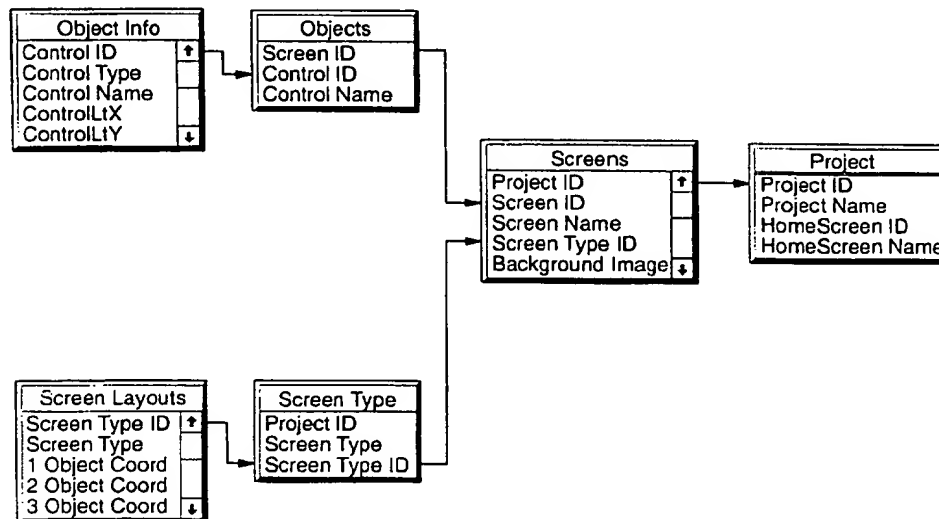 Object Info
Control ID
Control Type
Control Name
ControlLtX
ControlLtY
Objects
Screen ID
Control ID
Control Name
Screens
Project ID
Screen ID
Screen Name
Screen Type ID
Background Image
Project
Project ID
Project Name
HomeScreen ID
HomeScreen Name
Screen Layouts
Screen Type ID
Screen Type
1 Object Coord
2 Object Coord
3 Object Coord
Screen Type
Project ID
Screen Type
Screen Type ID